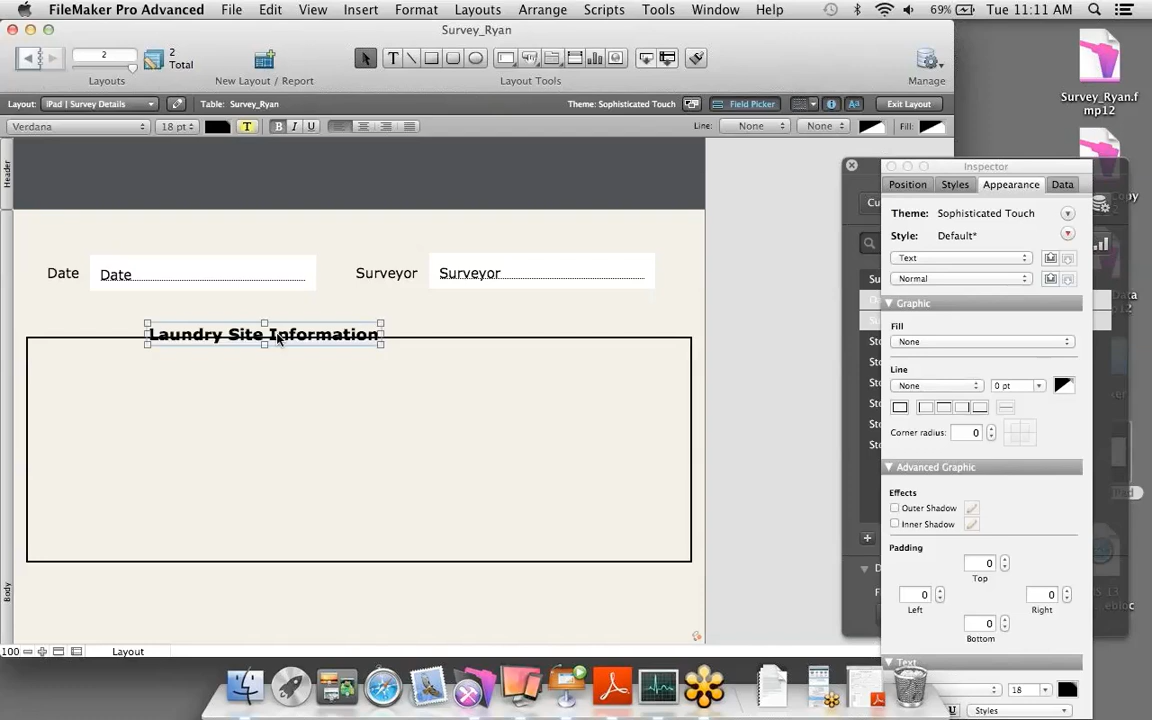 FileMaker Pro Advanced File Edit View Insert Format Layouts Arrange Scripts Tools Window Help 69% Tue 11:11 AM
Survey_Ryan
2
2
Total
Layouts
New Layout / Report
Layout Tools
Manage
Layout: iPad | Survey Details Table: Survey_Ryan Theme: Sophisticated Touch Field Picker Aa Exit Layout
Verdana 18 pt T B I U Line: None None Fill:
Header
Date Date Surveyor Surveyor
Laundry Site Information
Body
100 Layout
Inspector
Position Styles Appearance Data
Theme: Sophisticated Touch
Style: Default*
Text
Normal
Graphic
Fill
None
Line
None 0 pt
Corner radius: 0
Advanced Graphic
Effects
Outer Shadow
Inner Shadow
Padding
0
Top
0 0
Left Right
0
Bottom
Text
18
U Styles
Survey_Ryan.f
mp12